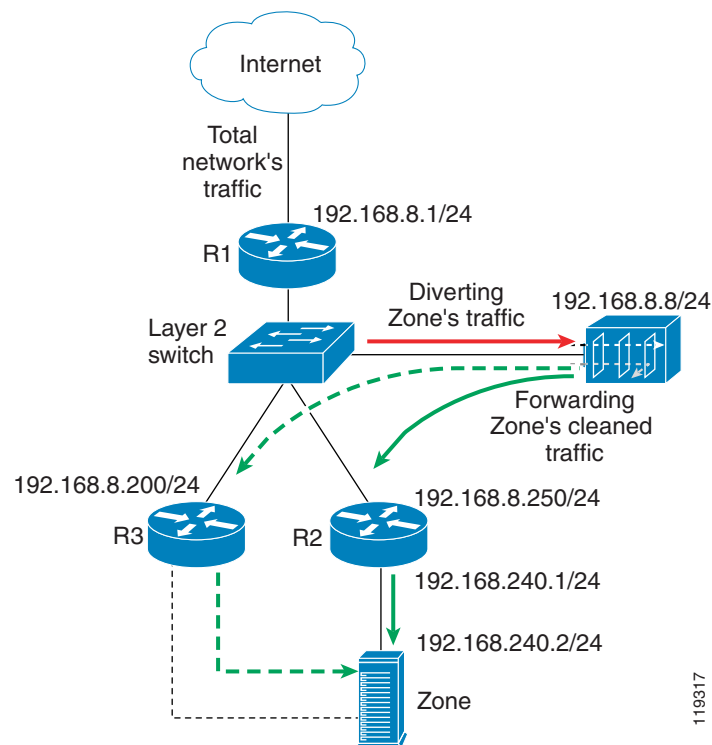 Internet
Total
network's
traffic
192.168.8.1/24
R1
Diverting
Zone's traffic
192.168.8.8/24
Layer 2
switch
Forwarding
Zone's cleaned
traffic
192.168.8.200/24
192.168.8.250/24
R3
R2
192.168.240.1/24
192.168.240.2/24
Zone
119317